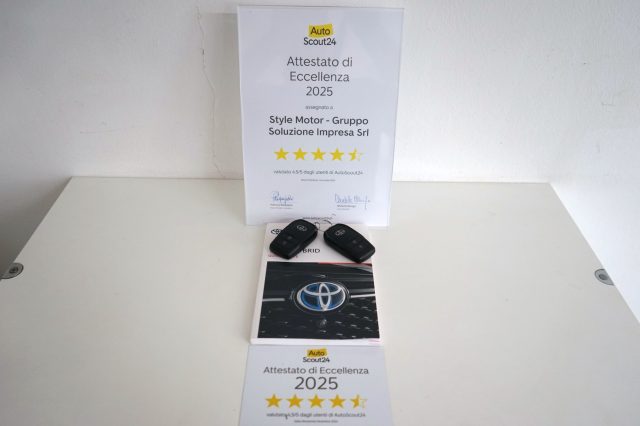 Auto
Scout24
Attestato di
Eccellenza
2025
assegnato a
Style Motor - Gruppo
Soluzione Impresa Srl
valutato 4.5/5 dagli utenti di AutoScout24
BRID
Auto
Scout24
Attestato di Eccellenza
2025
valutato 4.5/5 dagli utenti di AutoScout24